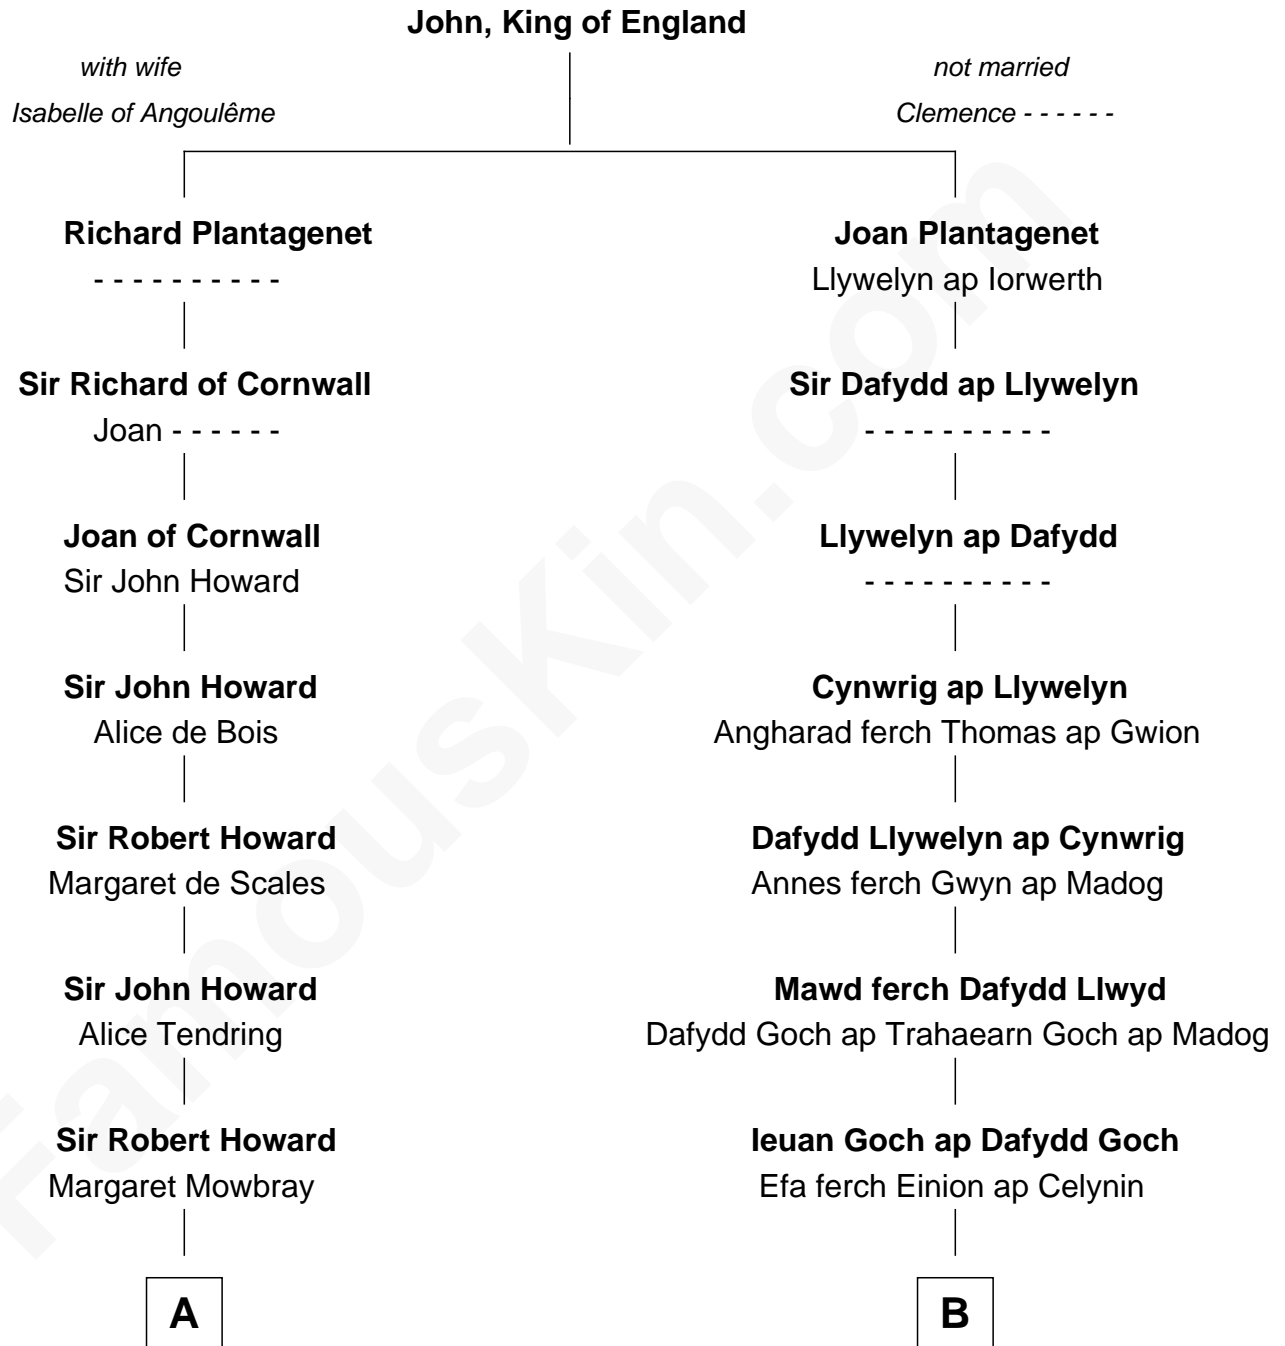 John, King of England
with wife
Isabelle of Angoulême
not married
Clemence - - - - - -
Richard Plantagenet
- - - - - - - - - -
Sir Richard of Cornwall
Joan - - - - - -
Joan of Cornwall
Sir John Howard
Sir John Howard
Alice de Bois
Sir Robert Howard
Margaret de Scales
Sir John Howard
Alice Tendring
Sir Robert Howard
Margaret Mowbray
A
Joan Plantagenet
Llywelyn ap Iorwerth
Sir Dafydd ap Llywelyn
- - - - - - - - - -
Llywelyn ap Dafydd
- - - - - - - - - -
Cynwrig ap Llywelyn
Angharad ferch Thomas ap Gwion
Dafydd Llywelyn ap Cynwrig
Annes ferch Gwyn ap Madog
Mawd ferch Dafydd Llwyd
Dafydd Goch ap Trahaearn Goch ap Madog
Ieuan Goch ap Dafydd Goch
Efa ferch Einion ap Celynin
B
FamousKin.com